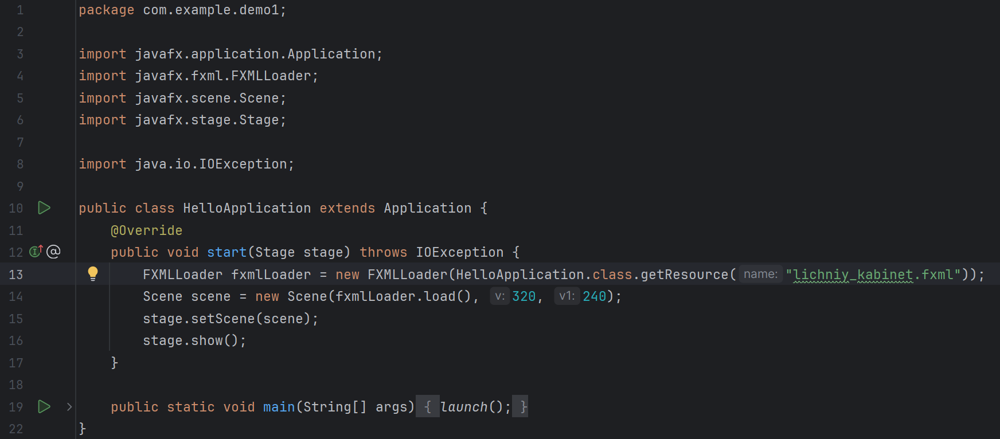 1 package com.example.demo1;
2
3 import javafx.application.Application;
4 import javafx.fxml.FXMLLoader;
5 import javafx.scene.Scene;
6 import javafx.stage.Stage;
7
8 import java.io.IOException;
9
10 public class HelloApplication extends Application {
11 @Override
12 public void start(Stage stage) throws IOException {
13 FXMLLoader fxmlLoader = new FXMLLoader(HelloApplication.class.getResource( name: "lichniy_kabinet.fxml"));
14 Scene scene = new Scene(fxmlLoader.load(), v: 320, v1: 240);
15 stage.setScene(scene);
16 stage.show();
17 }
18
19 public static void main(String[] args) { launch(); }
22 }